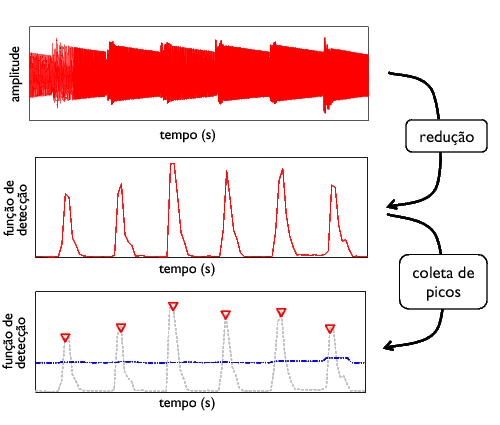 amplitude
tempo (s)
redução
função de
detecção
tempo (s)
coleta de
picos
função de
detecção
tempo (s)